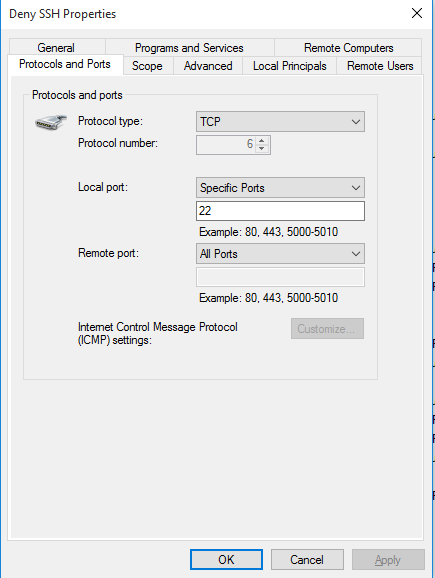 Deny SSH Properties
General Programs and Services Remote Computers
Protocols and Ports Scope Advanced Local Principals Remote Users
Protocols and ports
Protocol type: TCP
Protocol number: 6
Local port: Specific Ports
22
Example: 80, 443, 5000-5010
Remote port: All Ports
Example: 80, 443, 5000-5010
Internet Control Message Protocol
(ICMP) settings: Customize...
OK Cancel Apply